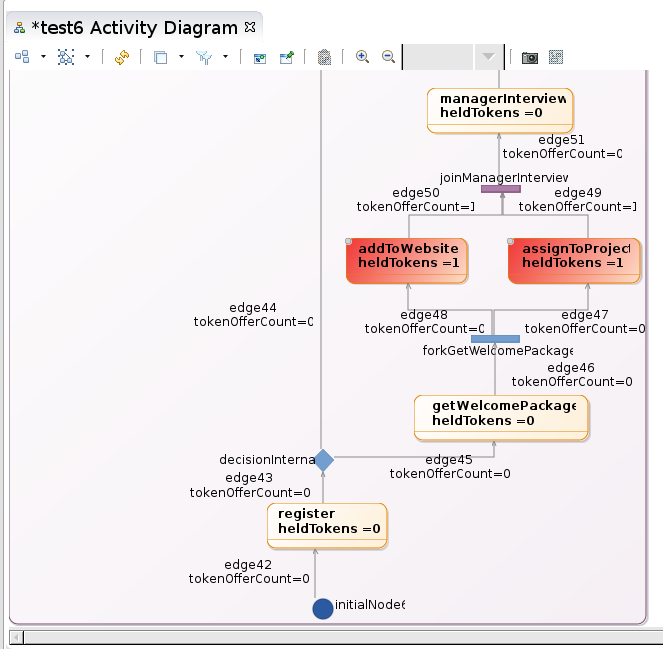 *test6 Activity Diagram
managerInterview
heldTokens =0
edge51
tokenOfferCount=0
joinManagerInterview
edge50
tokenOfferCount=1
edge49
tokenOfferCount=1
addToWebsite
heldTokens =1
assignToProject
heldTokens =1
edge44
tokenOfferCount=0
edge48
tokenOfferCount=0
edge47
tokenOfferCount=0
forkGetWelcomePackage
edge46
tokenOfferCount=0
getWelcomePackage
heldTokens =0
decisionInterna
edge45
tokenOfferCount=0
edge43
tokenOfferCount=0
register
heldTokens =0
edge42
tokenOfferCount=0
initialNode6